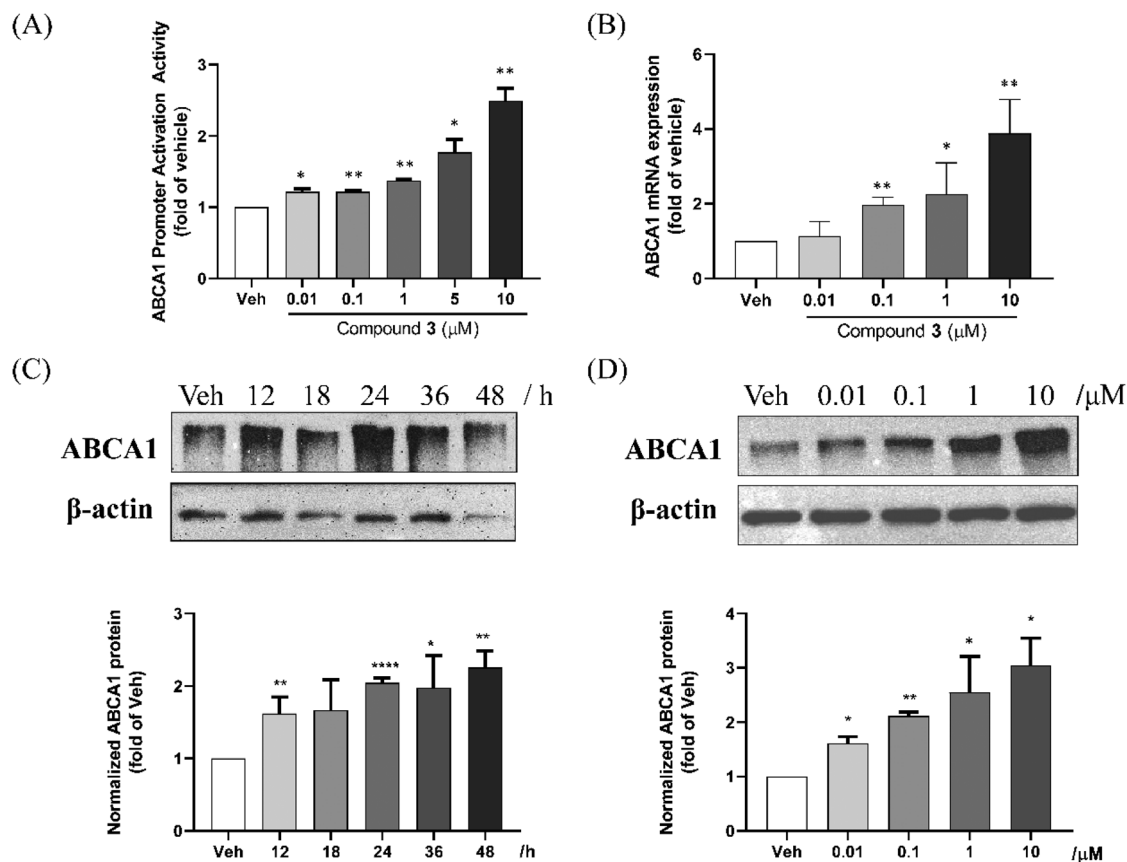 (A)
ABCA1 Promoter Activation Activity
(fold of vehicle)
3
2
1
0
*
**
**
*
**
Veh 0.01 0.1 1 5 10
Compound 3 (μM)
(B)
ABCA1 mRNA expression
(fold of vehicle)
6
4
2
0
**
*
**
Veh 0.01 0.1 1 10
Compound 3 (μM)
(C)
Veh 12 18 24 36 48 / h
ABCA1
β-actin
Normalized ABCA1 protein
(fold of Veh)
3
2
1
0
**
****
*
**
Veh 12 18 24 36 48 /h
(D)
Veh 0.01 0.1 1 10 /μM
ABCA1
β-actin
Normalized ABCA1 protein
(fold of Veh)
4
3
2
1
0
*
**
*
*
Veh 0.01 0.1 1 10 /μM